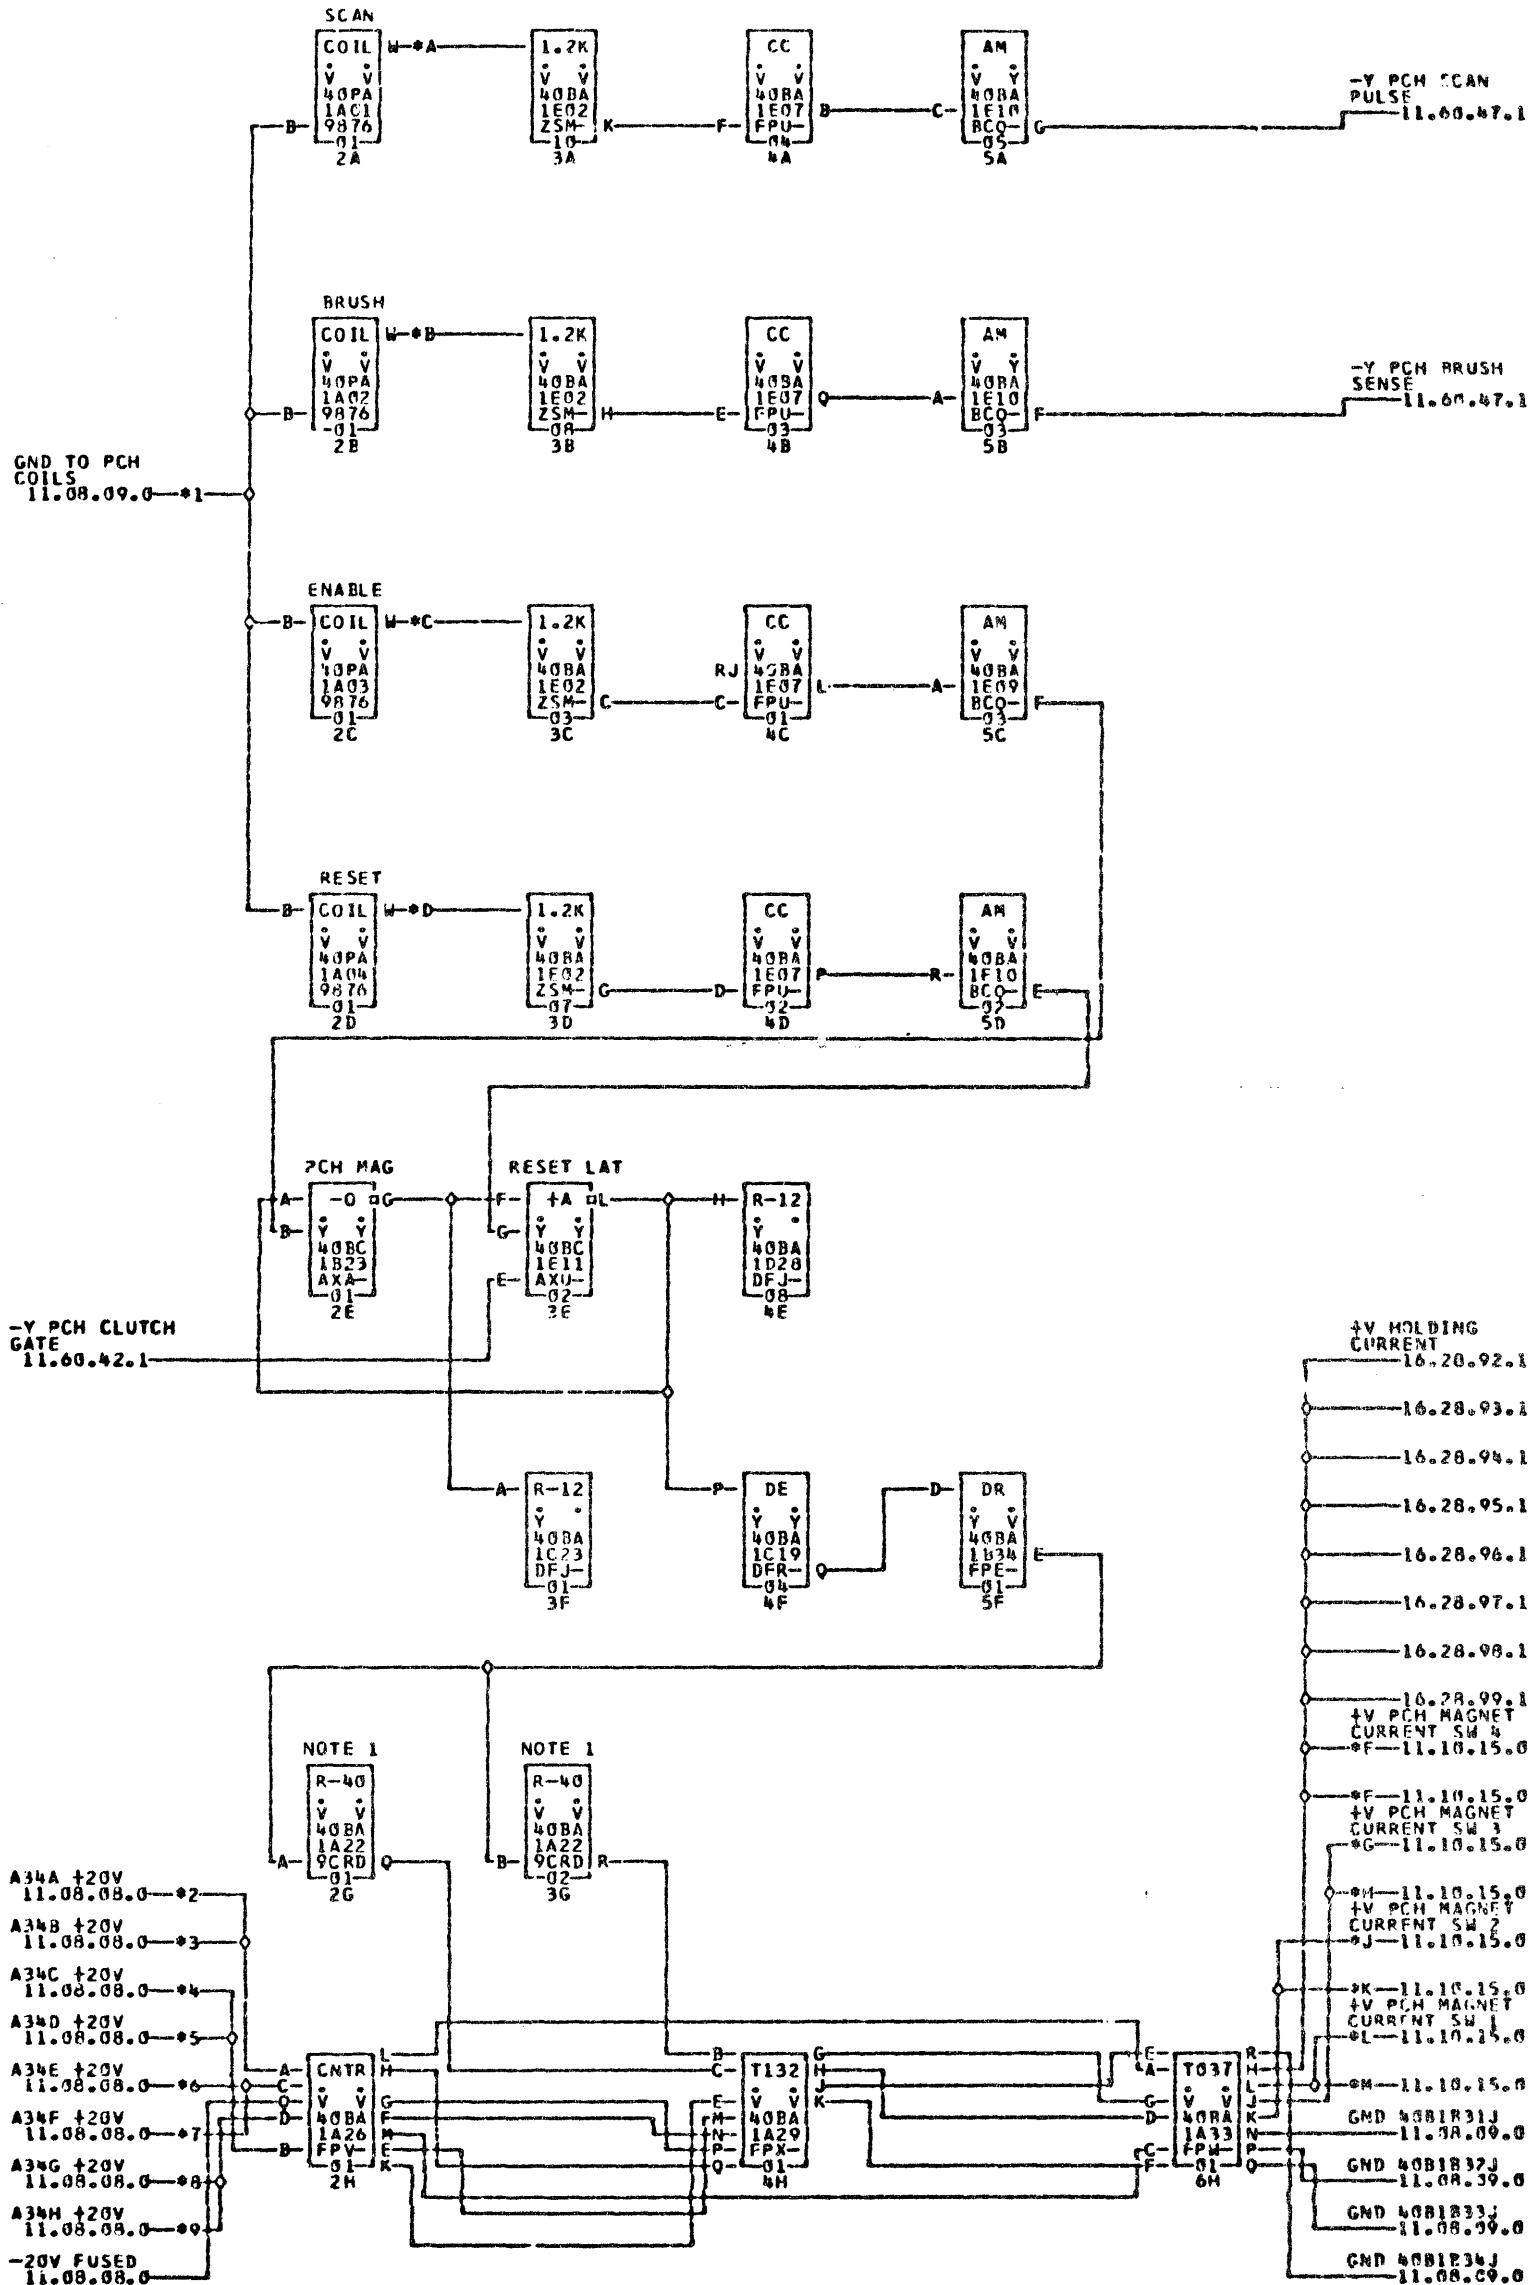 SCAN
COIL W-*A 1.2K CC AM
V V V V V V V Y
40PA 40BA 40BA 40BA
1A01 1E02 1E07 B C 1E10
B 9876 ZSM- K F FPU- BCQ- G
01 10 04 05
2A 3A 4A 5A
-Y PCH SCAN
PULSE
11.60.47.1
BRUSH
COIL W-*B 1.2K CC AM
V V V V V V V Y
40PA 40BA 40BA 40BA
1A02 1E02 1E07 Q A 1E10
B 9876 ZSM- H E FPU- BCQ- F
01 08 03 03
2B 3B 4B 5B
-Y PCH BRUSH
SENSE
11.60.47.1
GND TO PCH
COILS
11.08.09.0 *1
ENABLE
B COIL W-*C 1.2K CC AM
V V V V V V V V
40PA 40BA RJ 40BA 40BA
1A03 1E02 1E07 L A 1E09
9876 ZSM- C C FPU- BCQ- F
01 03 01 03
2C 3C 4C 5C
RESET
B COIL W-*D 1.2K CC AM
V V V V V V V V
40PA 40BA 40BA 40BA
1A04 1E02 1E07 P R 1E10
9876 ZSM- G D FPU- BCQ- E
01 07 02 02
2D 3D 4D 5D
PCH MAG RESET LAT
A -O G F +A L H R-12
B Y Y G Y Y Y
40BC 40BC 40BA
1B23 1E11 1D28
AXA- E AXU- DFJ-
01 02 08
2E 3E 4E
-Y PCH CLUTCH
GATE
11.60.42.1
+V HOLDING
CURRENT
16.28.92.1
16.28.93.1
16.28.94.1
16.28.95.1
16.28.96.1
16.28.97.1
16.28.98.1
16.28.99.1
A R-12 P DE D DR
Y Y Y Y V
40BA 40BA 40BA
1C23 1C19 1B34 E
DFJ- DFR- Q FPE-
01 04 01
3F 4F 5F
+V PCH MAGNET
CURRENT SW 4
*F 11.10.15.0
*F 11.10.15.0
+V PCH MAGNET
CURRENT SW 3
*G 11.10.15.0
*H 11.10.15.0
+V PCH MAGNET
CURRENT SW 2
*J 11.10.15.0
*K 11.10.15.0
+V PCH MAGNET
CURRENT SW 1
*L 11.10.15.0
*M 11.10.15.0
NOTE 1 NOTE 1
R-40 R-40
V V V V
40BA 40BA
1A22 1A22
A 9CRD Q B 9CRD R
01 02
2G 3G
A34A +20V
11.08.08.0 *2
A34B +20V
11.08.08.0 *3
A34C +20V
11.08.08.0 *4
A34D +20V
11.08.08.0 *5
A34E +20V
11.08.08.0 *6
A34F +20V
11.08.08.0 *7
A34G +20V
11.08.08.0 *8
A34H +20V
11.08.08.0 *9
-20V FUSED
11.08.08.0
L B G E R
A CNTR H C T132 H A T037 H
C J L
Q V V G E V V K G V V J
D 40BA F M 40BA D 40BA K
1A26 M N 1A29 1A33 N
B FPV- E P FPX- C FPW- P
01 K Q 01 F 01 Q
2H 4H 6H
GND 40B1B31J
11.08.09.0
GND 40B1B32J
11.08.09.0
GND 40B1B33J
11.08.09.0
GND 40B1B34J
11.08.09.0